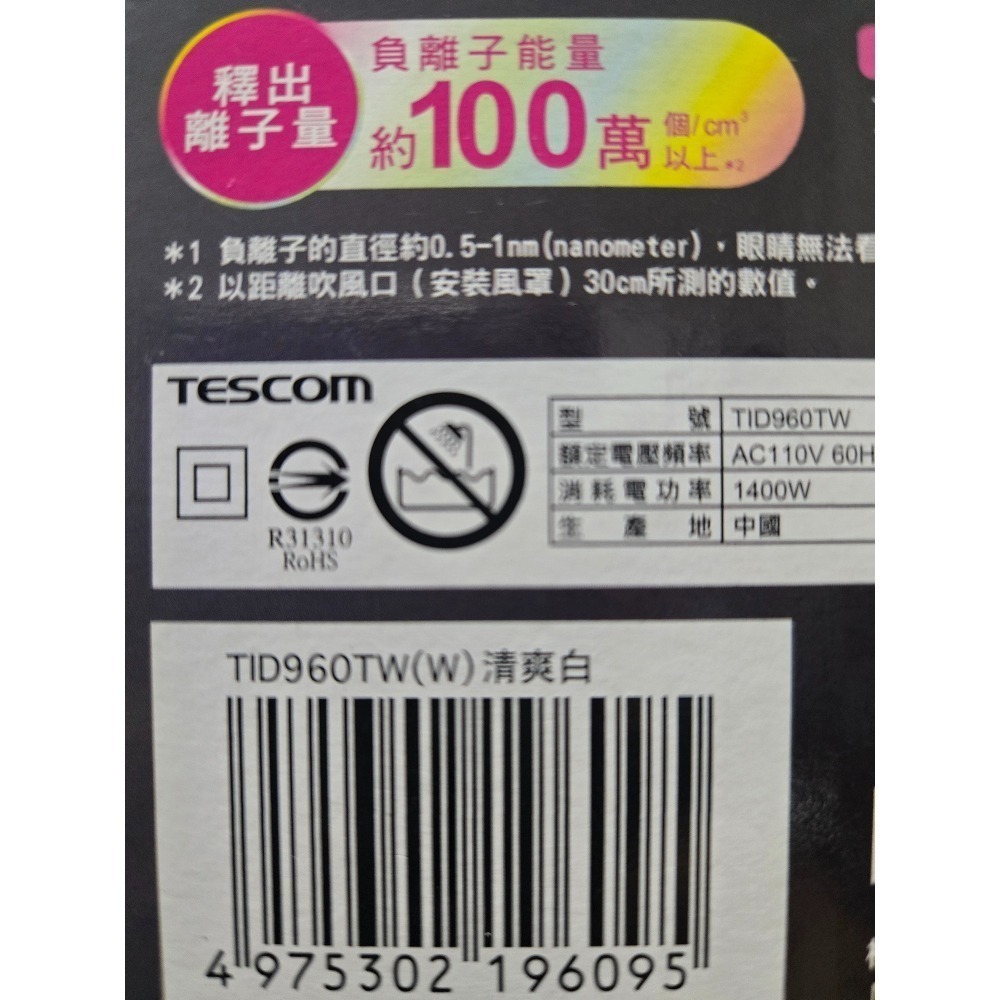 釋出
離子量
負離子能量
約100萬個/cm³以上*2
*1 負離子的直徑約0.5-1nm(nanometer)，眼睛無法看
*2 以距離吹風口（安裝風罩）30cm所測的數值。
TESCOM
R31310
RoHS
型號 TID960TW
額定電壓頻率 AC110V 60H
消耗電功率 1400W
生產地 中國
TID960TW(W)清爽白
4 975302 196095